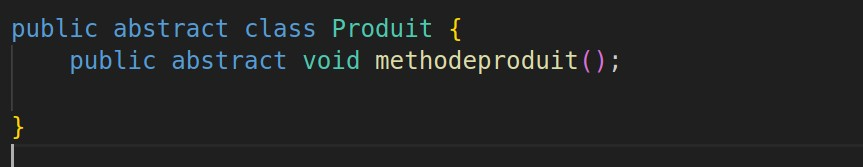 public abstract class Produit {
    public abstract void methodeproduit();
}